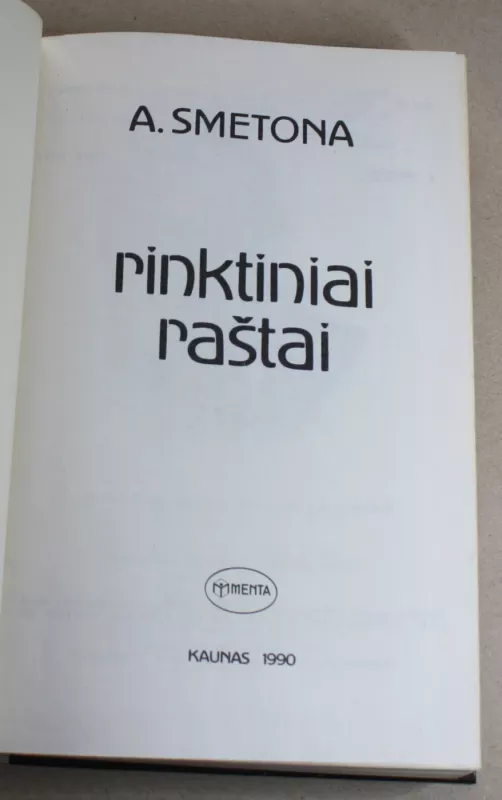 A. SMETONA
rinktiniai
raštai
MENTA
KAUNAS 1990